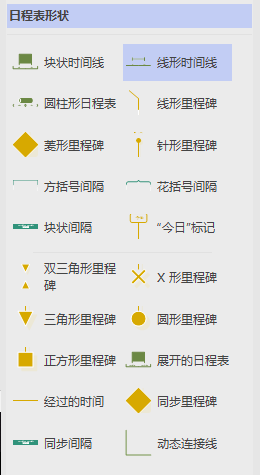 日程表形状
块状时间线
线形时间线
圆柱形日程表
线形里程碑
菱形里程碑
针形里程碑
方括号间隔
花括号间隔
块状间隔
“今日”标记
双三角形里程
碑
X 形里程碑
三角形里程碑
圆形里程碑
正方形里程碑
展开的日程表
经过的时间
同步里程碑
同步间隔
动态连接线